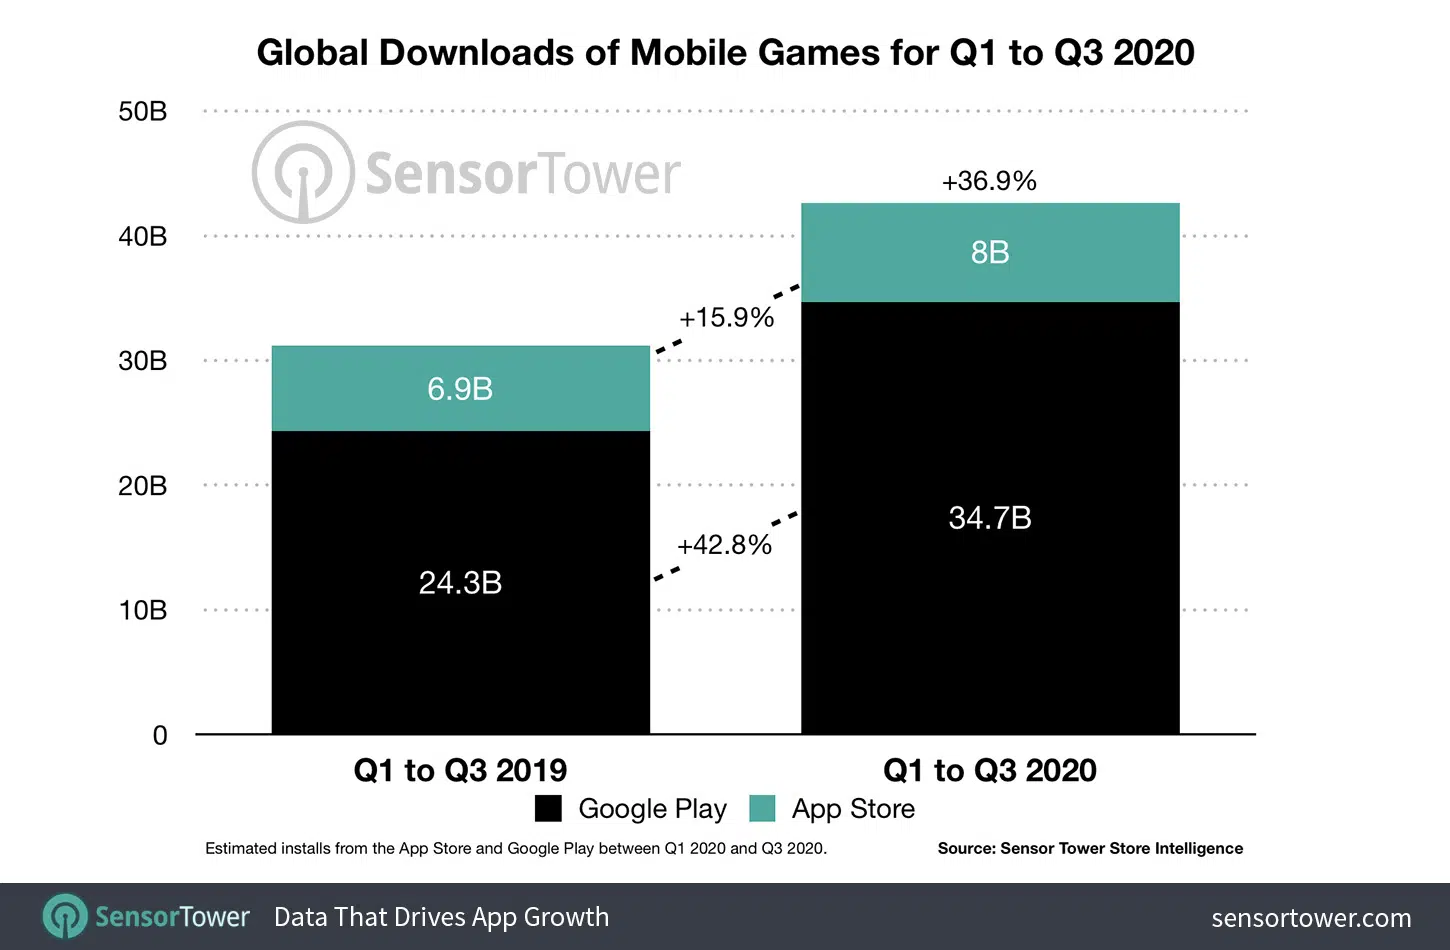 Global Downloads of Mobile Games for Q1 to Q3 2020
50B
SensorTower
+36.9%
40B
8B
+15.9%
30B
6.9B
20B
34.7B
+42.8%
24.3B
10B
0
Q1 to Q3 2019 Q1 to Q3 2020
Google Play App Store
Estimated installs from the App Store and Google Play between Q1 2020 and Q3 2020. Source: Sensor Tower Store Intelligence
SensorTower Data That Drives App Growth sensortower.com